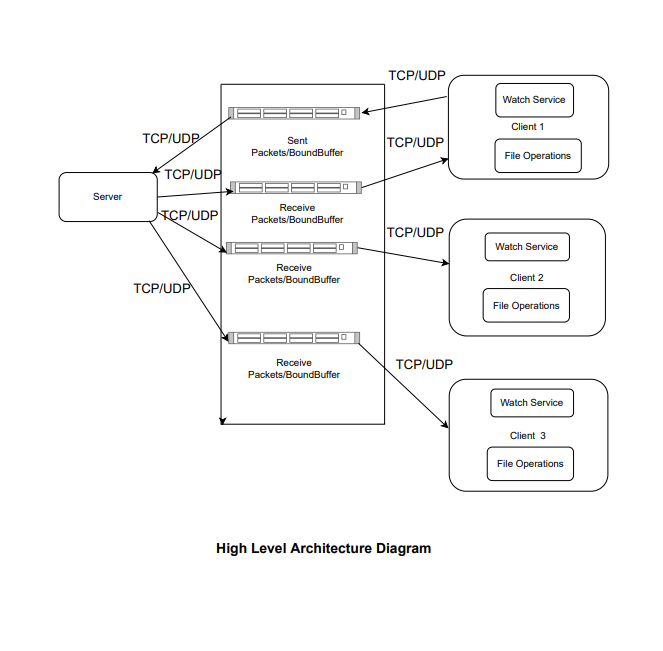 TCP/UDP
Watch Service
Client 1
File Operations
TCP/UDP
Sent
Packets/BoundBuffer
TCP/UDP
TCP/UDP
Server
Receive
Packets/BoundBuffer
TCP/UDP
TCP/UDP
Watch Service
Client 2
File Operations
Receive
Packets/BoundBuffer
TCP/UDP
Receive
Packets/BoundBuffer
TCP/UDP
Watch Service
Client  3
File Operations
High Level Architecture Diagram